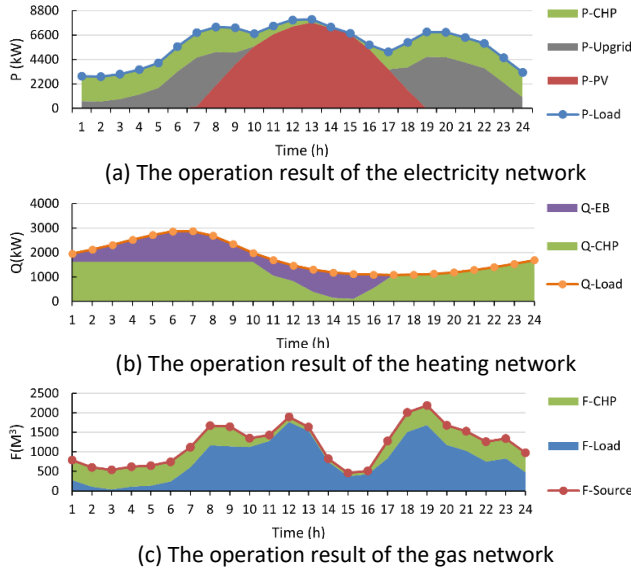 8800
6600
4400
2200
0
P (kW)
1 2 3 4 5 6 7 8 9 10 11 12 13 14 15 16 17 18 19 20 21 22 23 24
Time (h)
P-CHP
P-Upgrid
P-PV
P-Load
(a) The operation result of the electricity network
4000
3000
2000
1000
0
Q(kW)
1 2 3 4 5 6 7 8 9 10 11 12 13 14 15 16 17 18 19 20 21 22 23 24
Time (h)
Q-EB
Q-CHP
Q-Load
(b) The operation result of the heating network
2500
2000
1500
1000
500
0
F(M³)
1 2 3 4 5 6 7 8 9 10 11 12 13 14 15 16 17 18 19 20 21 22 23 24
Time (h)
F-CHP
F-Load
F-Source
(c) The operation result of the gas network